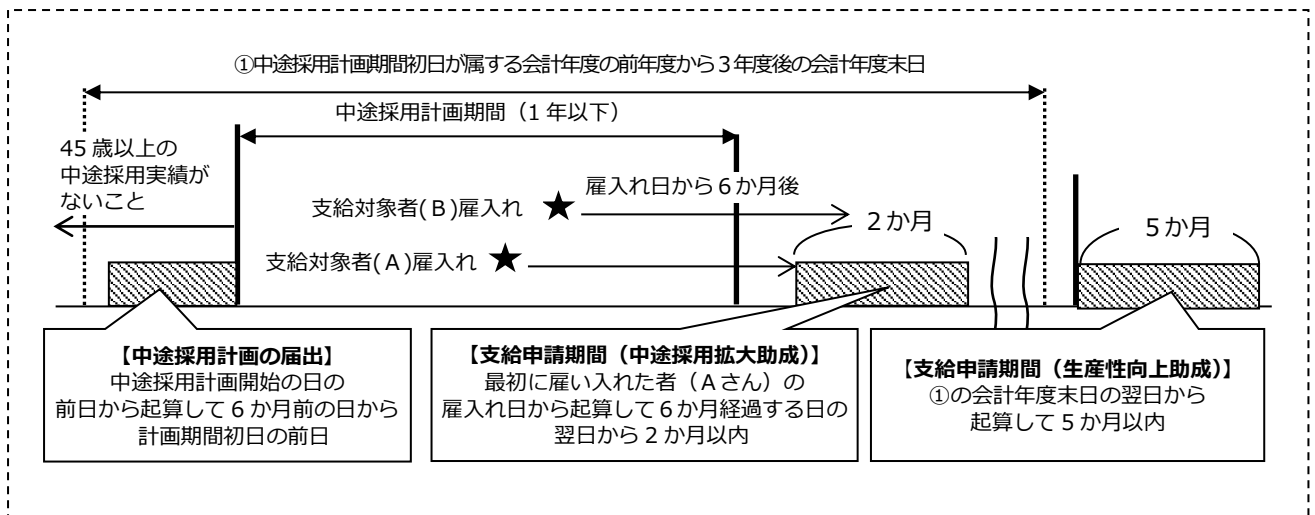 ①中途採用計画期間初日が属する会計年度の前年度から３年度後の会計年度末日
中途採用計画期間（1 年以下）
45 歳以上の
中途採用実績が
ないこと
雇入れ日から６か月後
支給対象者(Ｂ)雇入れ ★
２か月
５か月
支給対象者(Ａ)雇入れ ★
【中途採用計画の届出】
中途採用計画開始の日の
前日から起算して６か月前の日から
計画期間初日の前日
【支給申請期間（中途採用拡大助成）】
最初に雇い入れた者（Ａさん）の
雇入れ日から起算して６か月経過する日の
翌日から２か月以内
【支給申請期間（生産性向上助成）】
①の会計年度末日の翌日から
起算して５か月以内